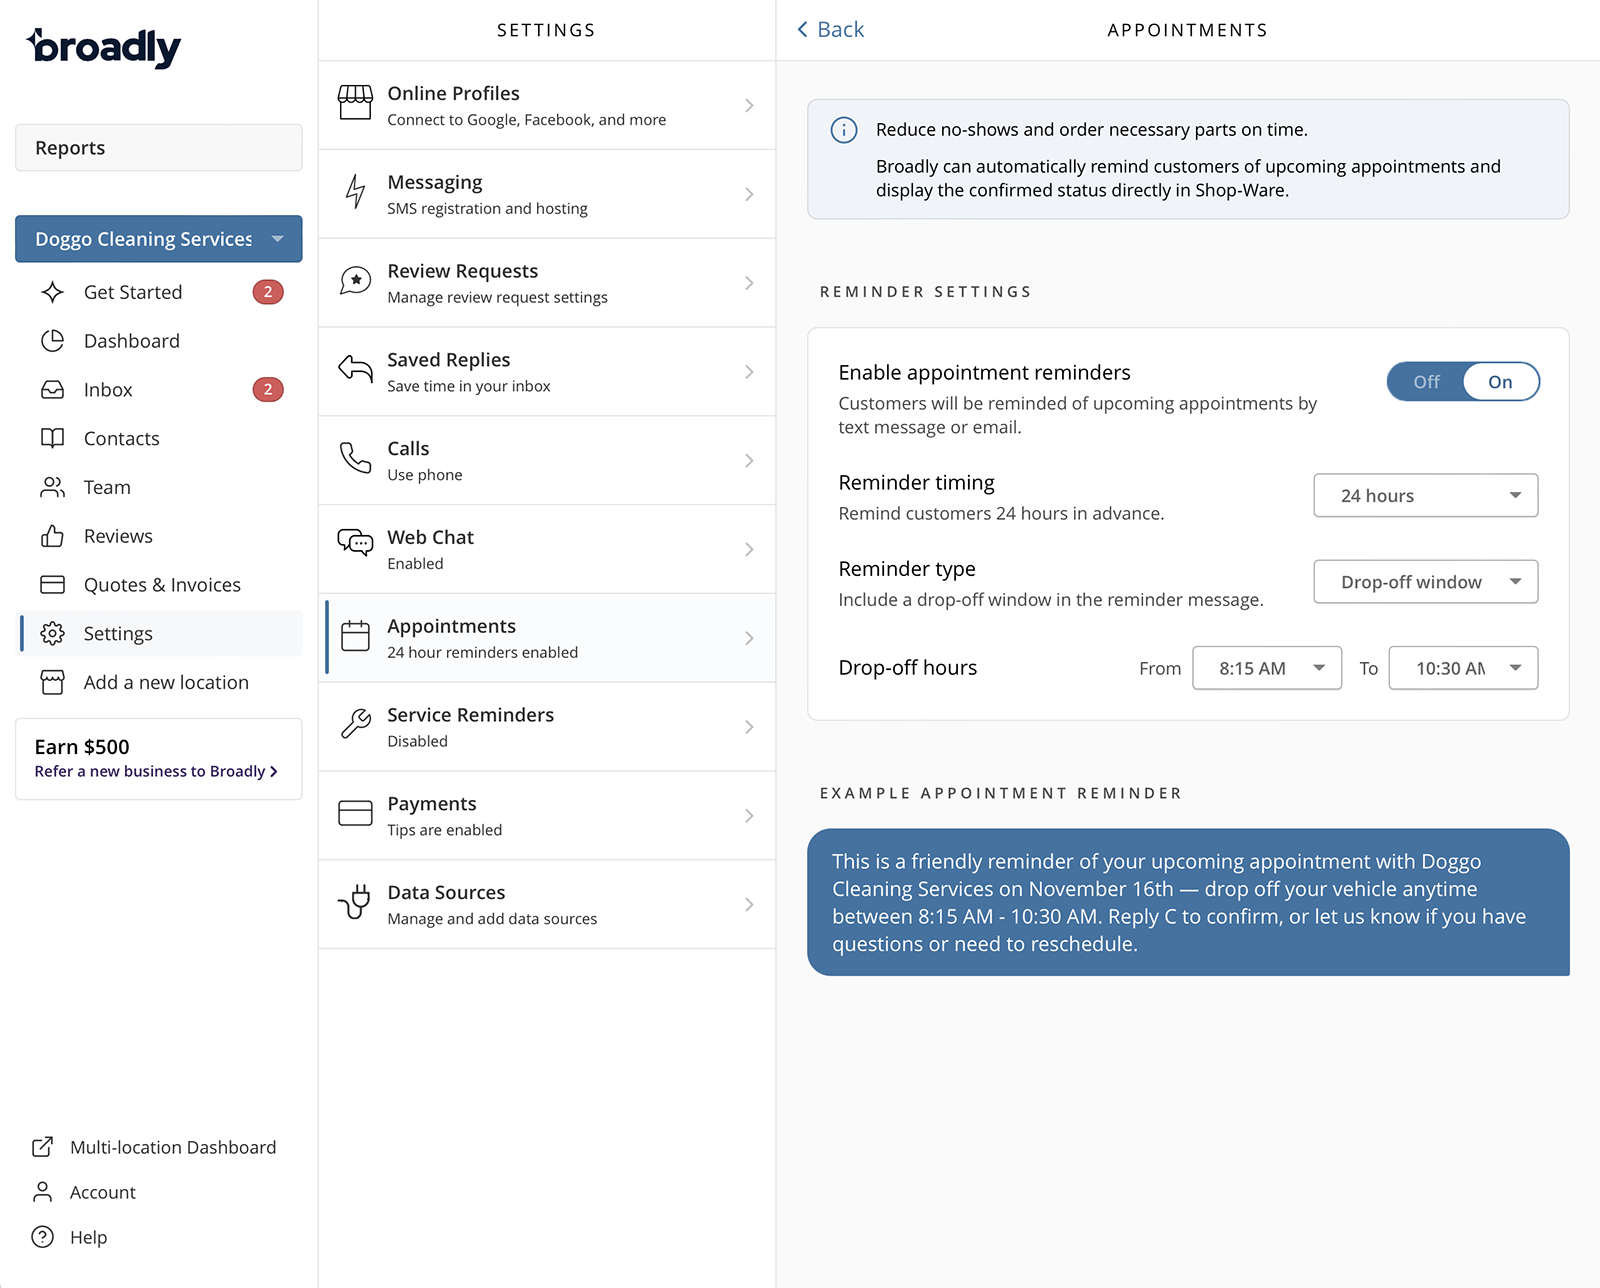 broadly
Reports
Doggo Cleaning Services
Get Started
2
Dashboard
Inbox
2
Contacts
Team
Reviews
Quotes & Invoices
Settings
Add a new location
Earn $500
Refer a new business to Broadly
Multi-location Dashboard
Account
Help
SETTINGS
Online Profiles
Connect to Google, Facebook, and more
Messaging
SMS registration and hosting
Review Requests
Manage review request settings
Saved Replies
Save time in your inbox
Calls
Use phone
Web Chat
Enabled
Appointments
24 hour reminders enabled
Service Reminders
Disabled
Payments
Tips are enabled
Data Sources
Manage and add data sources
Back
APPOINTMENTS
Reduce no-shows and order necessary parts on time.
Broadly can automatically remind customers of upcoming appointments and
display the confirmed status directly in Shop-Ware.
REMINDER SETTINGS
Enable appointment reminders
Off
On
Customers will be reminded of upcoming appointments by
text message or email.
Reminder timing
24 hours
Remind customers 24 hours in advance.
Reminder type
Drop-off window
Include a drop-off window in the reminder message.
Drop-off hours
From
8:15 AM
To
10:30 AM
EXAMPLE APPOINTMENT REMINDER
This is a friendly reminder of your upcoming appointment with Doggo
Cleaning Services on November 16th — drop off your vehicle anytime
between 8:15 AM - 10:30 AM. Reply C to confirm, or let us know if you have
questions or need to reschedule.